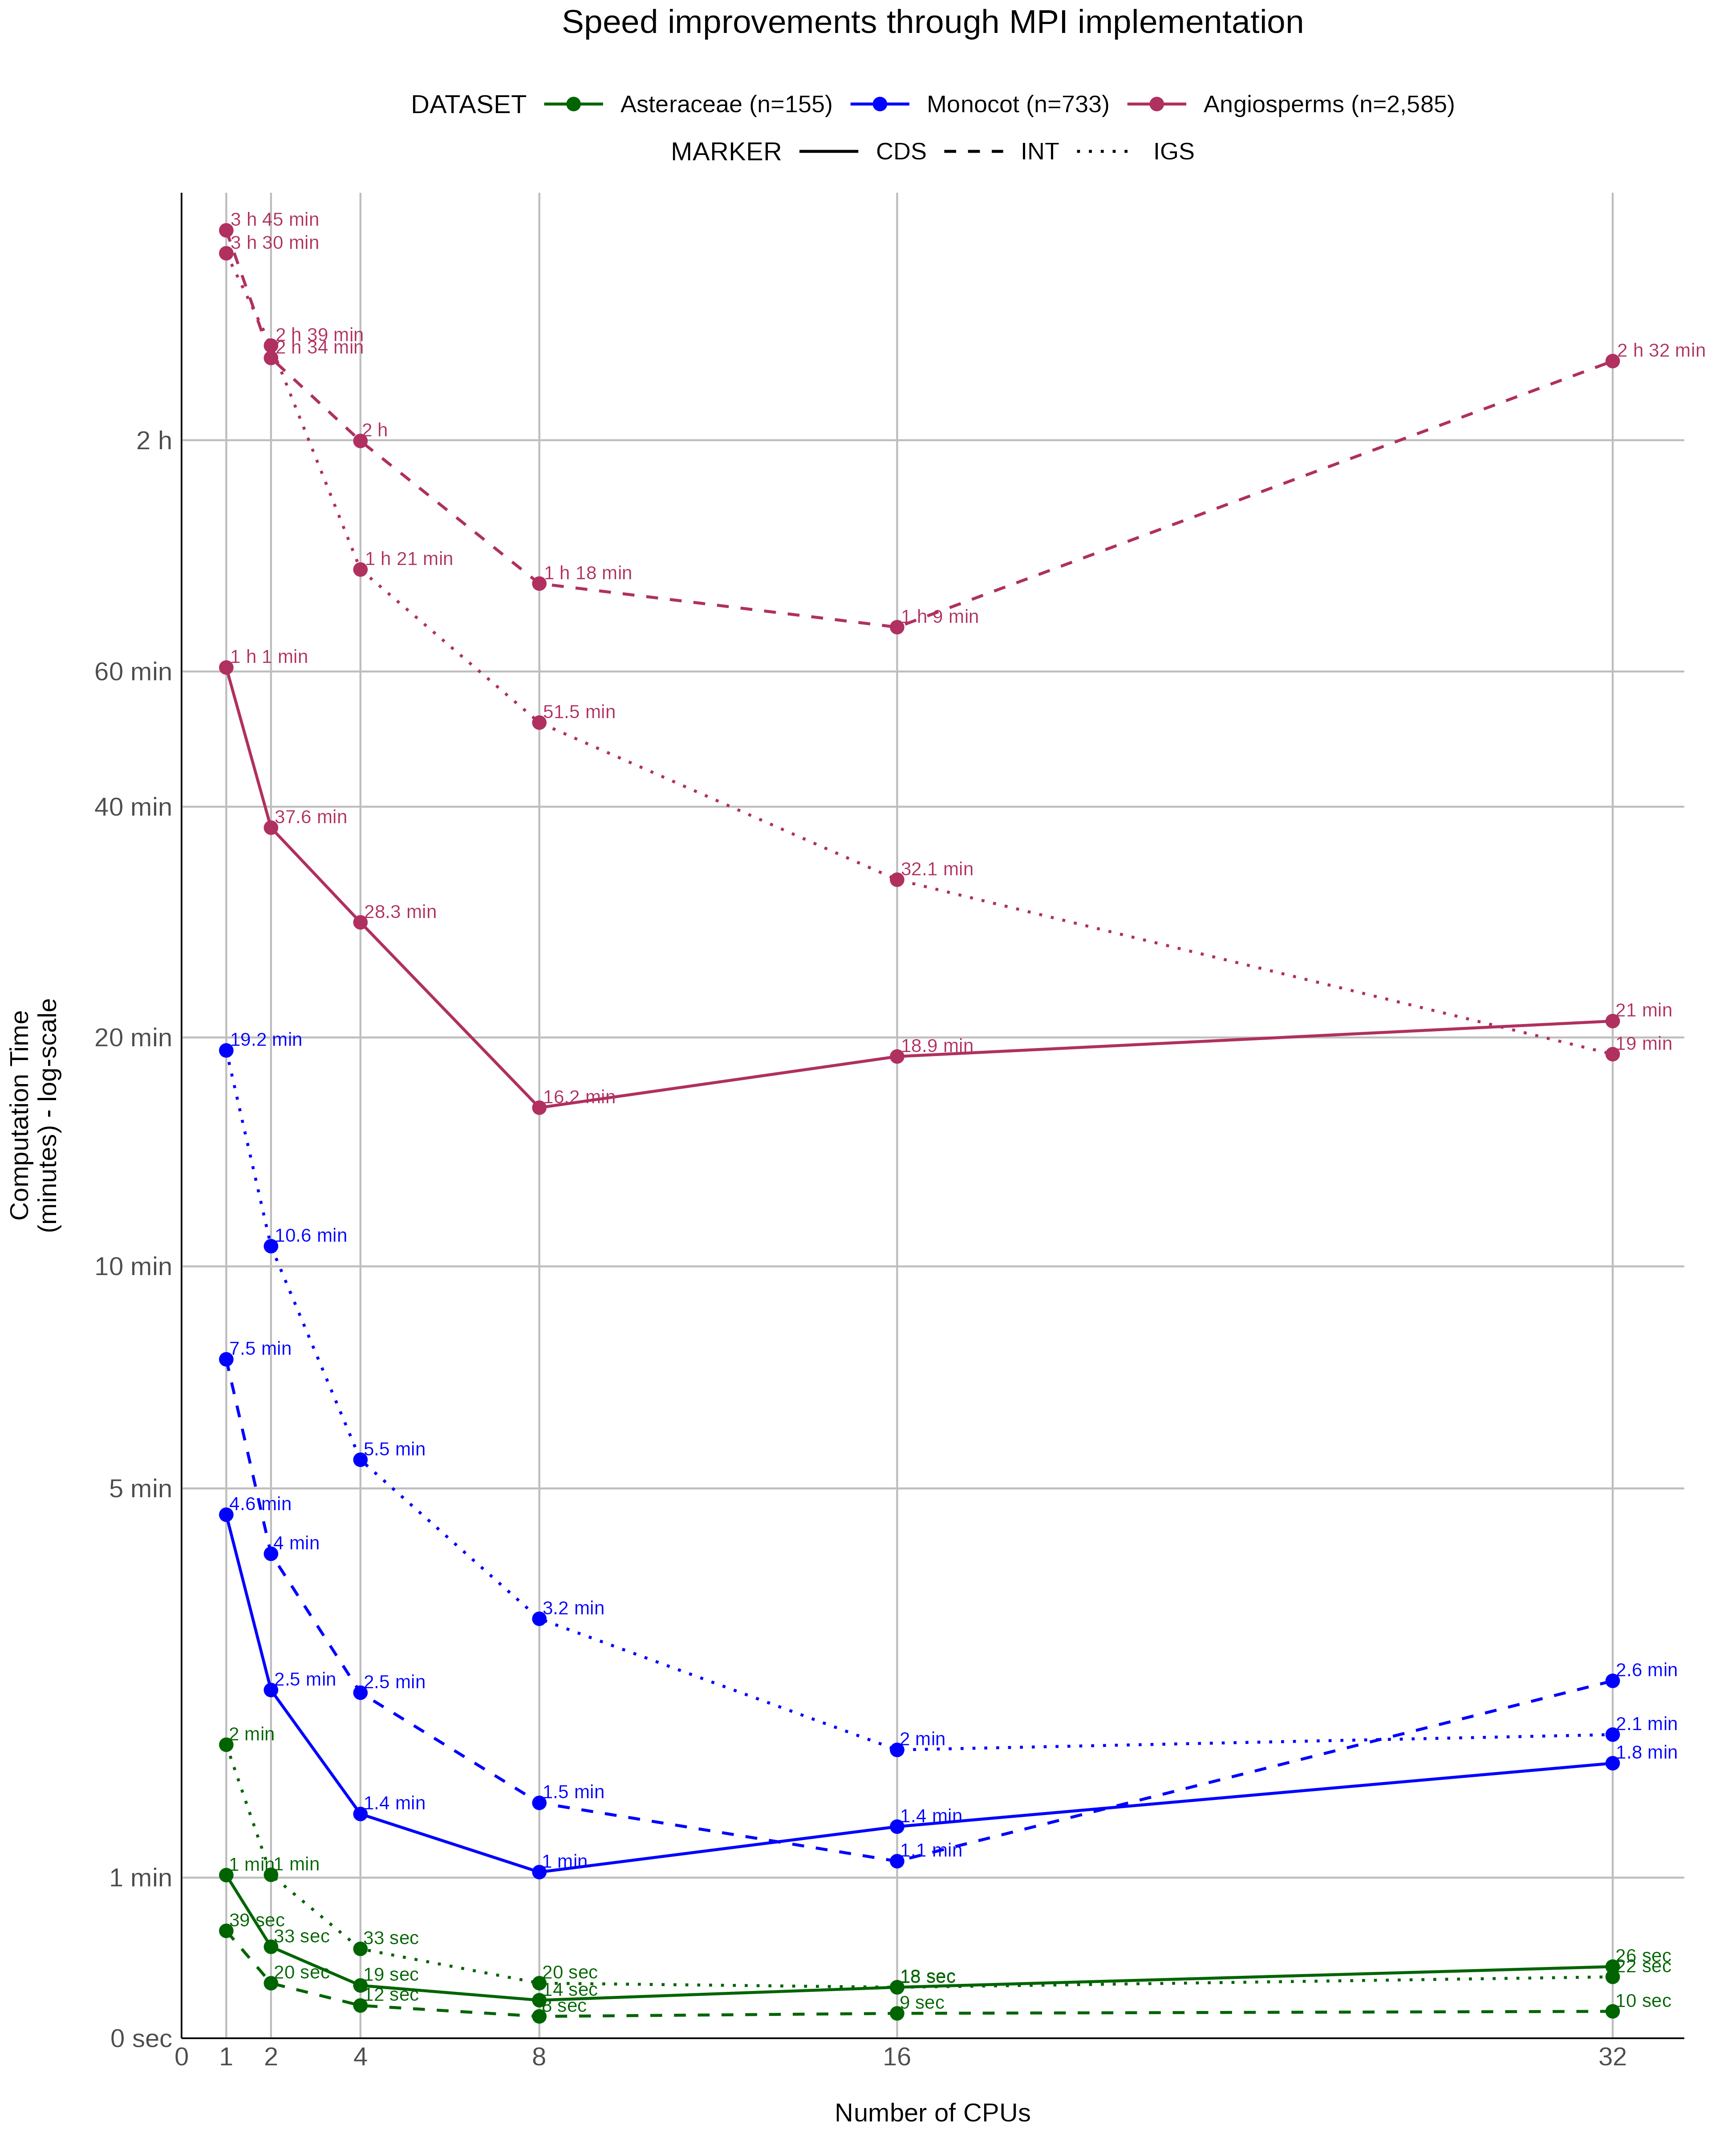 Speed improvements through MPI implementation
DATASET Asteraceae (n=155) Monocot (n=733) Angiosperms (n=2,585)
MARKER CDS INT IGS
3 h 45 min
3 h 30 min
2 h 39 min
2 h 34 min
2 h 32 min
2 h
2 h
1 h 21 min
1 h 18 min
1 h 9 min
1 h 1 min
60 min
51.5 min
40 min
37.6 min
32.1 min
28.3 min
21 min
20 min
19.2 min
18.9 min
19 min
16.2 min
10.6 min
10 min
7.5 min
5.5 min
5 min
4.6 min
4 min
3.2 min
2.5 min
2.5 min
2.6 min
2 min
2 min
2.1 min
1.8 min
1.4 min
1.5 min
1.4 min
1 min
1.1 min
1 min
1 min
1 min
39 sec
33 sec
33 sec
20 sec
19 sec
12 sec
20 sec
14 sec
8 sec
18 sec
18 sec
9 sec
26 sec
22 sec
10 sec
0 sec
0 1 2 4 8 16 32
Number of CPUs
Computation Time
(minutes) - log-scale